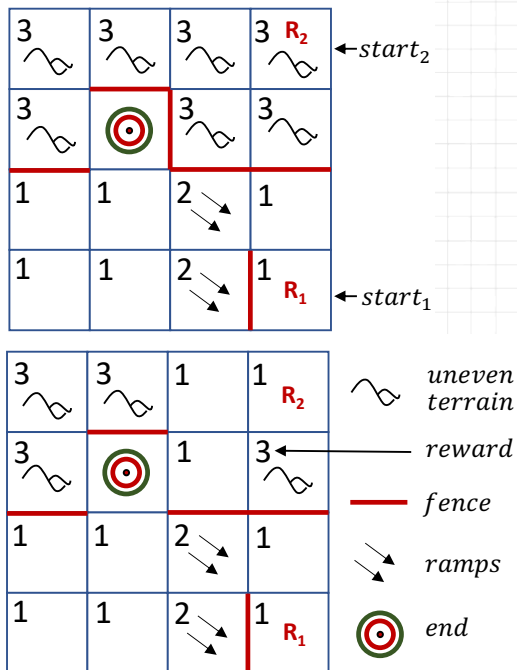 3 3 3 3 R₂ start₂
3 3 3
1 1 2 1
1 1 2 1 R₁ start₁
3 3 1 1 R₂ uneven terrain
3 1 3 reward
fence
1 1 2 1
ramps
1 1 2 1 R₁ end